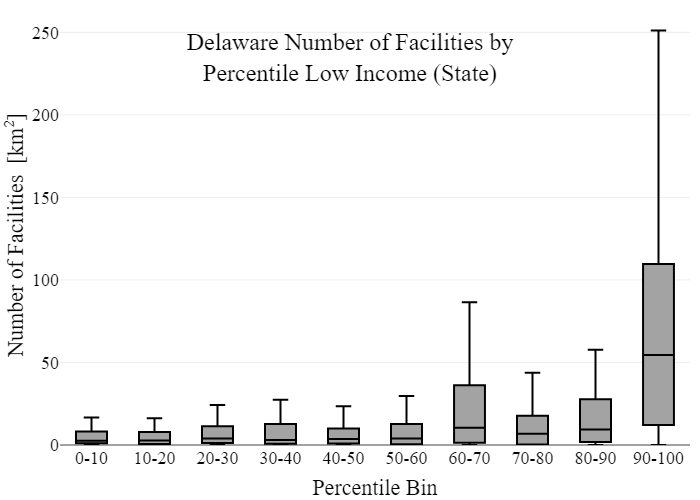 Delaware Number of Facilities by
Percentile Low Income (State)
Number of Facilities [km²]
250
200
150
100
50
0
0-10 10-20 20-30 30-40 40-50 50-60 60-70 70-80 80-90 90-100
Percentile Bin